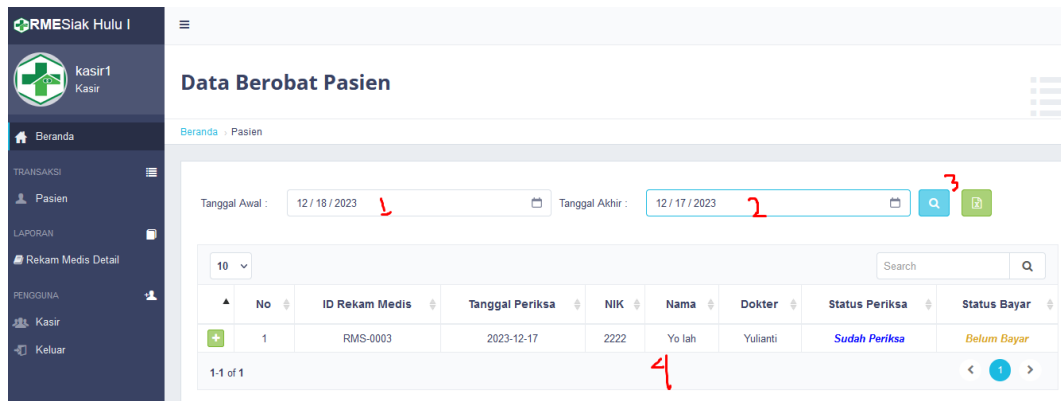 RMESiak Hulu I
kasir1
Kasir
Data Berobat Pasien
Beranda
Beranda › Pasien
TRANSAKSI
Pasien
LAPORAN
Rekam Medis Detail
PENGGUNA
Kasir
Keluar
3
Tanggal Awal : 12 / 18 / 2023 1 Tanggal Akhir : 12 / 17 / 2023 2
10 Search
No ID Rekam Medis Tanggal Periksa NIK Nama Dokter Status Periksa Status Bayar
1 RMS-0003 2023-12-17 2222 Yo lah Yulianti Sudah Periksa Belum Bayar
4
1-1 of 1 < 1 >